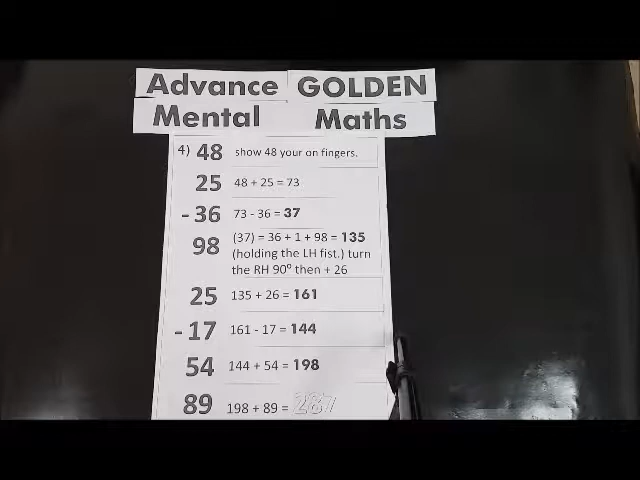 Advance GOLDEN
Mental Maths
4) 48 show 48 your on fingers.
25 48 + 25 = 73
- 36 73 - 36 = 37
98 (37) = 36 + 1 + 98 = 135
(holding the LH fist.) turn
the RH 90° then + 26
25 135 + 26 = 161
- 17 161 - 17 = 144
54 144 + 54 = 198
89 198 + 89 = 287